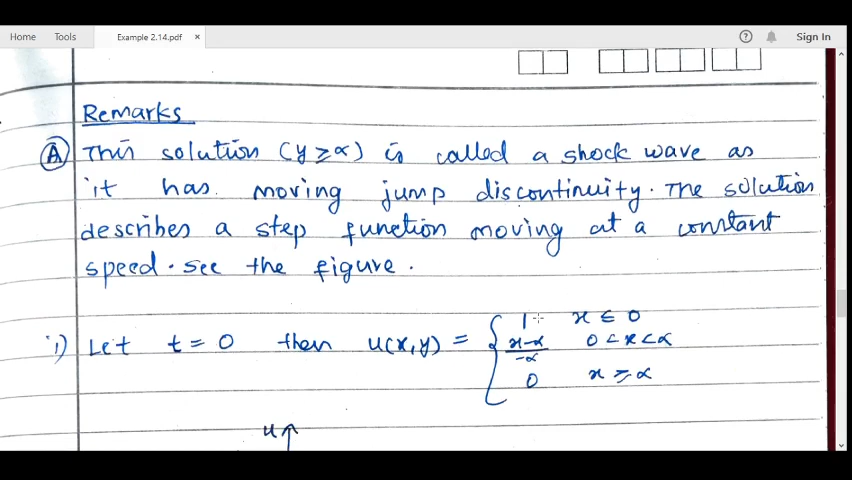 Home Tools Example 2.14.pdf × ? Sign In
Remarks
(A) This solution (y ≥ α) is called a shock wave as
it has moving jump discontinuity. The solution
describes a step function moving at a constant
speed. see the figure.
i) Let t = 0 then u(x,y) = { 1 x ≤ 0
x-α / -α 0 < x < α
0 x ≥ α
u↑